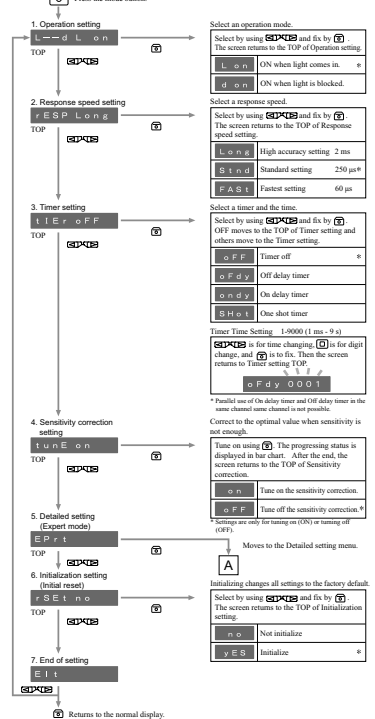 Press the mode button.
1. Operation setting
L--d L on
TOP
Select an operation mode.
Select by using and fix by .
The screen returns to the TOP of Operation setting.
L on ON when light comes in. *
d on ON when light is blocked.
2. Response speed setting
rESP Long
TOP
Select a response speed.
Select by using and fix by .
The screen returns to the TOP of Response
speed setting.
Long High accuracy setting 2 ms
Stnd Standard setting 250 µs*
FASt Fastest setting 60 µs
3. Timer setting
tIEr oFF
TOP
Select a timer and the time.
Select by using and fix by .
OFF moves to the TOP of Timer setting and
others move to the Timer setting.
oFF Timer off *
oFdy Off delay timer
ondy On delay timer
SHot One shot timer
Timer Time Setting 1-9000 (1 ms - 9 s)
is for time changing, is for digit
change, and is to fix. Then the screen
returns to Timer setting TOP.
oFdy 0001
* Parallel use of On delay timer and Off delay timer in the
same channel same channel is not possible.
4. Sensitivity correction
setting
tunE on
TOP
Correct to the optimal value when sensitivity is
not enough.
Tune on using . The progressing status is
displayed in bar chart. After the end, the
screen returns to the TOP of Sensitivity
correction.
on Tune on the sensitivity correction.
oFF Tune off the sensitivity correction.*
* Settings are only for tuning on (ON) or tuning off
(OFF).
5. Detailed setting
(Expert mode)
EPrt
TOP
Moves to the Detailed setting menu.
A
6. Initialization setting
(Initial reset)
rSEt no
TOP
Initializing changes all settings to the factory default.
Select by using and fix by .
The screen returns to the TOP of Initialization
setting.
no Not initialize
yES Initialize *
7. End of setting
EIt
Returns to the normal display.